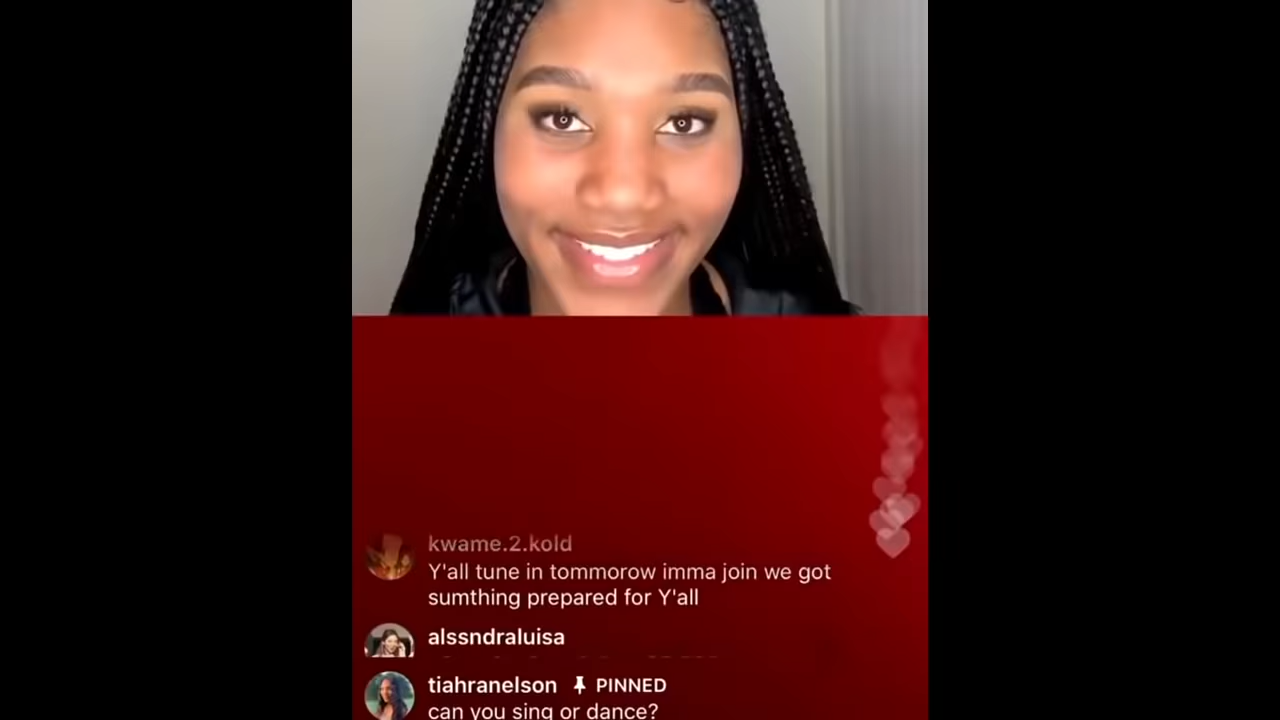 kwame.2.kold
Y'all tune in tommorow imma join we got
sumthing prepared for Y'all
alssndraluisa
tiahranelson PINNED
can you sing or dance?